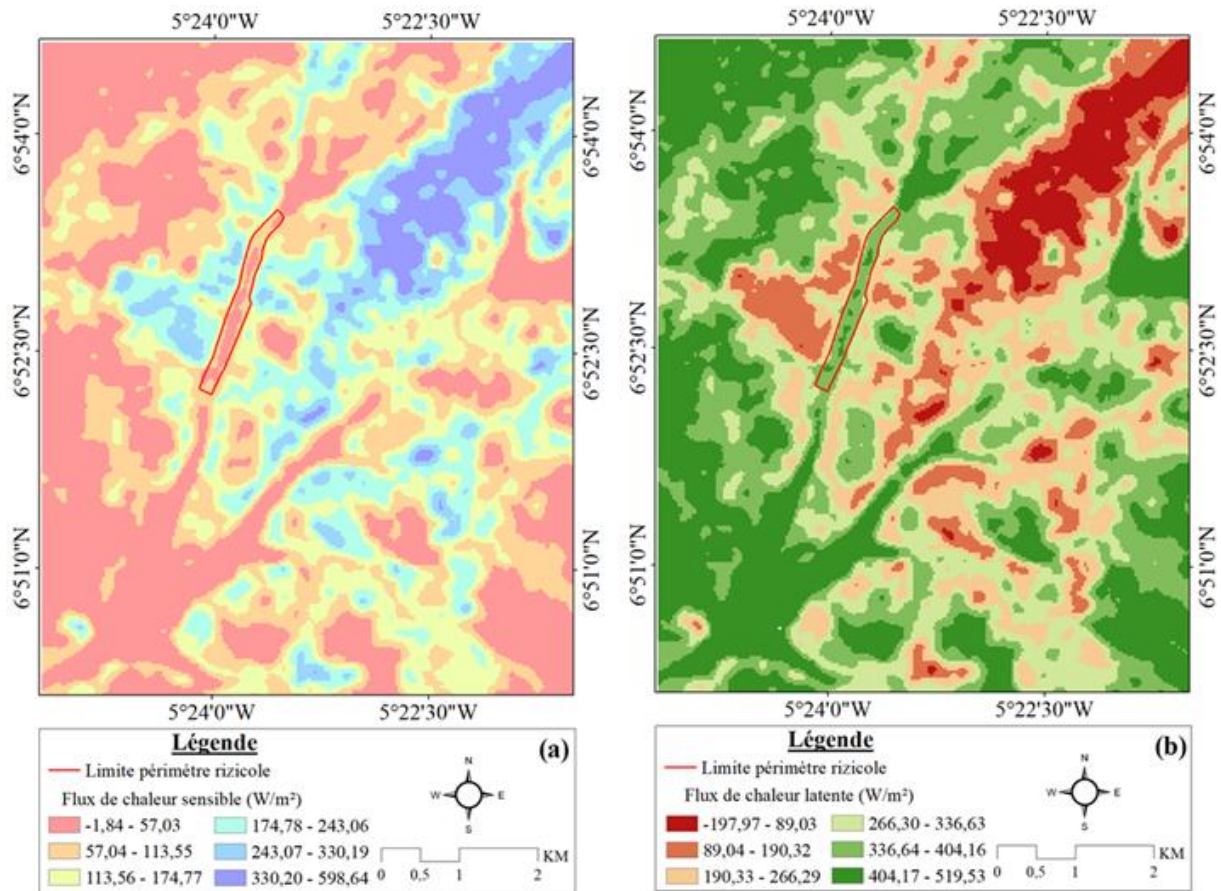 5°24'0"W 5°22'30"W
5°24'0"W 5°22'30"W
6°54'0"N
6°52'30"N
6°51'0"N
6°54'0"N
6°52'30"N
6°51'0"N
6°54'0"N
6°52'30"N
6°51'0"N
6°54'0"N
6°52'30"N
6°51'0"N
5°24'0"W 5°22'30"W
5°24'0"W 5°22'30"W
Légende (a)
Limite périmètre rizicole
Flux de chaleur sensible (W/m²)
-1,84 - 57,03 174,78 - 243,06
57,04 - 113,55 243,07 - 330,19
113,56 - 174,77 330,20 - 598,64
N
W E
S
KM
0 0,5 1 2
Légende (b)
Limite périmètre rizicole
Flux de chaleur latente (W/m²)
-197,97 - 89,03 266,30 - 336,63
89,04 - 190,32 336,64 - 404,16
190,33 - 266,29 404,17 - 519,53
N
W E
S
KM
0 0,5 1 2